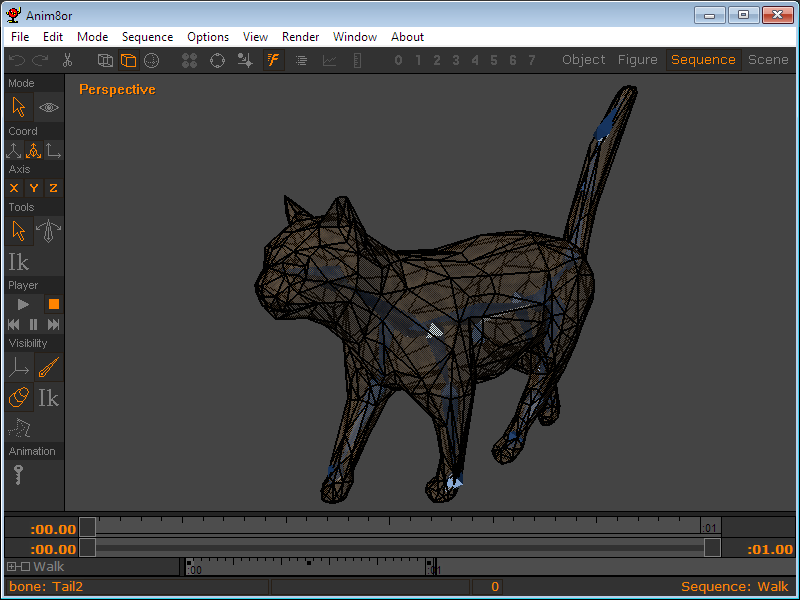 Anim8or
File Edit Mode Sequence Options View Render Window About
0 1 2 3 4 5 6 7 Object Figure Sequence Scene
Mode
Perspective
Coord
Axis
X Y Z
Tools
Ik
Player
Visibility
Ik
Animation
:00.00 :01
:00.00 :01.00
Walk :00 :01
bone: Tail2 0 Sequence: Walk